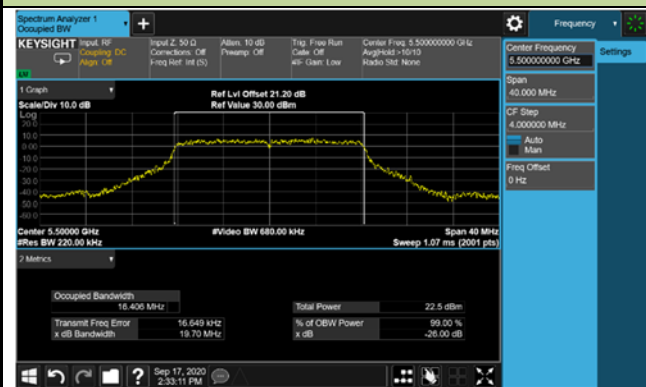 Spectrum Analyzer 1
Occupied BW
Frequency
KEYSIGHT
Input: RF
Coupling: DC
Align: Off
Input Z: 50 Ω
Corrections: Off
Freq Ref: Int (S)
Atten: 10 dB
Preamp: Off
Trig: Free Run
Gate: Off
#IF Gain: Low
Center Freq: 5.500000000 GHz
Avg|Hold:>10/10
Radio Std: None
Center Frequency
5.500000000 GHz
Settings
Span
40.000 MHz
CF Step
4.000000 MHz
Auto
Man
Freq Offset
0 Hz
1 Graph
Scale/Div 10.0 dB
Ref Lvl Offset 21.20 dB
Ref Value 30.00 dBm
Log
20.0
10.0
0.00
-10.0
-20.0
-30.0
-40.0
-50.0
-60.0
Center 5.50000 GHz
#Res BW 220.00 kHz
#Video BW 680.00 kHz
Span 40 MHz
Sweep 1.07 ms (2001 pts)
2 Metrics
Occupied Bandwidth
16.406 MHz
Total Power 22.5 dBm
Transmit Freq Error 16.649 kHz
% of OBW Power 99.00 %
x dB Bandwidth 19.70 MHz
x dB -26.00 dB
Sep 17, 2020
2:33:11 PM